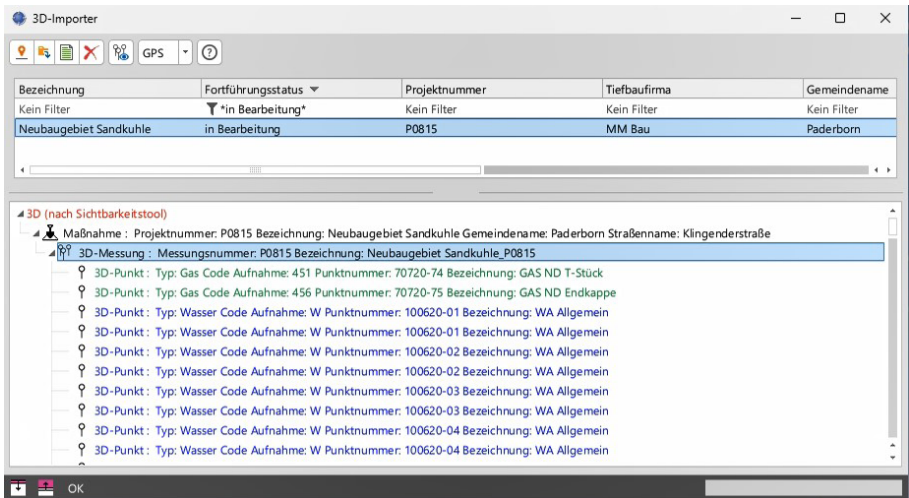 3D-Importer
GPS
Bezeichnung Fortführungsstatus Projektnummer Tiefbaufirma Gemeindename
Kein Filter *in Bearbeitung* Kein Filter Kein Filter Kein Filter
Neubaugebiet Sandkuhle in Bearbeitung P0815 MM Bau Paderborn
3D (nach Sichtbarkeitstool)
Maßnahme : Projektnummer: P0815 Bezeichnung: Neubaugebiet Sandkuhle Gemeindename: Paderborn Straßenname: Klingenderstraße
3D-Messung : Messungsnummer: P0815 Bezeichnung: Neubaugebiet Sandkuhle_P0815
3D-Punkt : Typ: Gas Code Aufnahme: 451 Punktnummer: 70720-74 Bezeichnung: GAS ND T-Stück
3D-Punkt : Typ: Gas Code Aufnahme: 456 Punktnummer: 70720-75 Bezeichnung: GAS ND Endkappe
3D-Punkt : Typ: Wasser Code Aufnahme: W Punktnummer: 100620-01 Bezeichnung: WA Allgemein
3D-Punkt : Typ: Wasser Code Aufnahme: W Punktnummer: 100620-01 Bezeichnung: WA Allgemein
3D-Punkt : Typ: Wasser Code Aufnahme: W Punktnummer: 100620-02 Bezeichnung: WA Allgemein
3D-Punkt : Typ: Wasser Code Aufnahme: W Punktnummer: 100620-02 Bezeichnung: WA Allgemein
3D-Punkt : Typ: Wasser Code Aufnahme: W Punktnummer: 100620-03 Bezeichnung: WA Allgemein
3D-Punkt : Typ: Wasser Code Aufnahme: W Punktnummer: 100620-03 Bezeichnung: WA Allgemein
3D-Punkt : Typ: Wasser Code Aufnahme: W Punktnummer: 100620-04 Bezeichnung: WA Allgemein
3D-Punkt : Typ: Wasser Code Aufnahme: W Punktnummer: 100620-04 Bezeichnung: WA Allgemein
OK